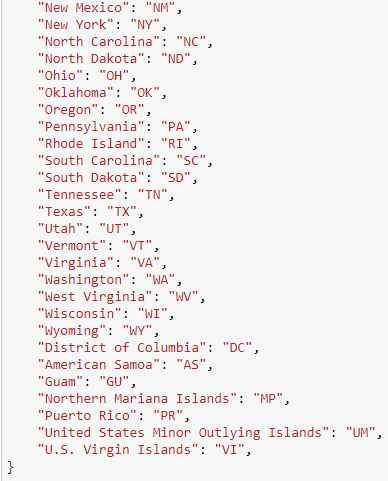 "New Mexico": "NM",
"New York": "NY",
"North Carolina": "NC",
"North Dakota": "ND",
"Ohio": "OH",
"Oklahoma": "OK",
"Oregon": "OR",
"Pennsylvania": "PA",
"Rhode Island": "RI",
"South Carolina": "SC",
"South Dakota": "SD",
"Tennessee": "TN",
"Texas": "TX",
"Utah": "UT",
"Vermont": "VT",
"Virginia": "VA",
"Washington": "WA",
"West Virginia": "WV",
"Wisconsin": "WI",
"Wyoming": "WY",
"District of Columbia": "DC",
"American Samoa": "AS",
"Guam": "GU",
"Northern Mariana Islands": "MP",
"Puerto Rico": "PR",
"United States Minor Outlying Islands": "UM",
"U.S. Virgin Islands": "VI",
}